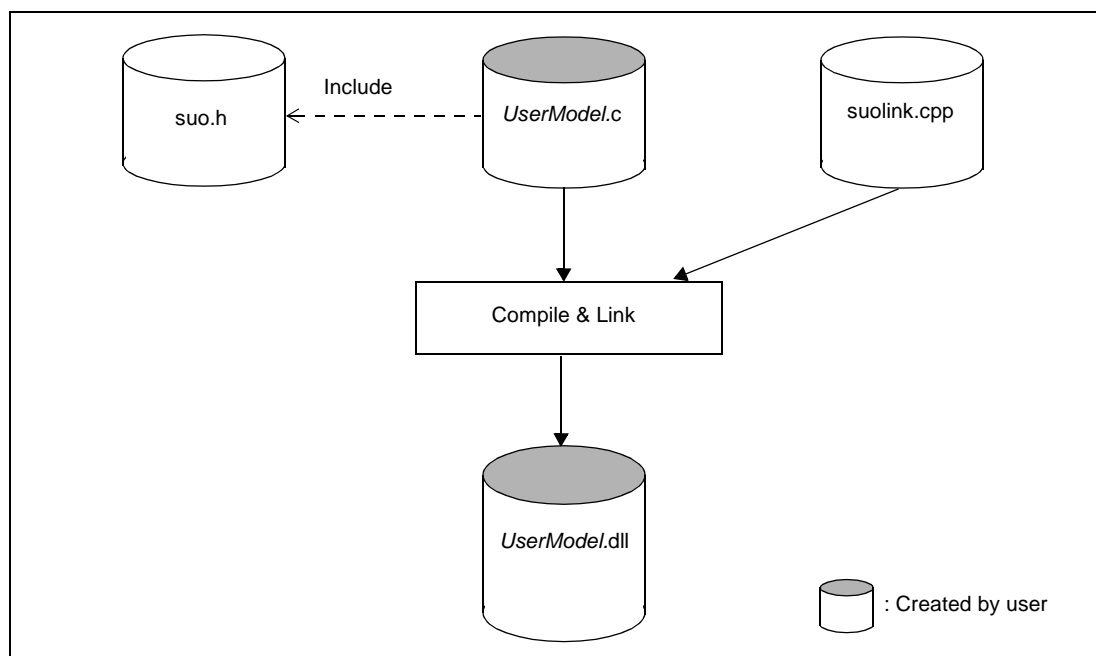 Include
suo.h
UserModel.c
suolink.cpp
Compile & Link
UserModel.dll
: Created by user